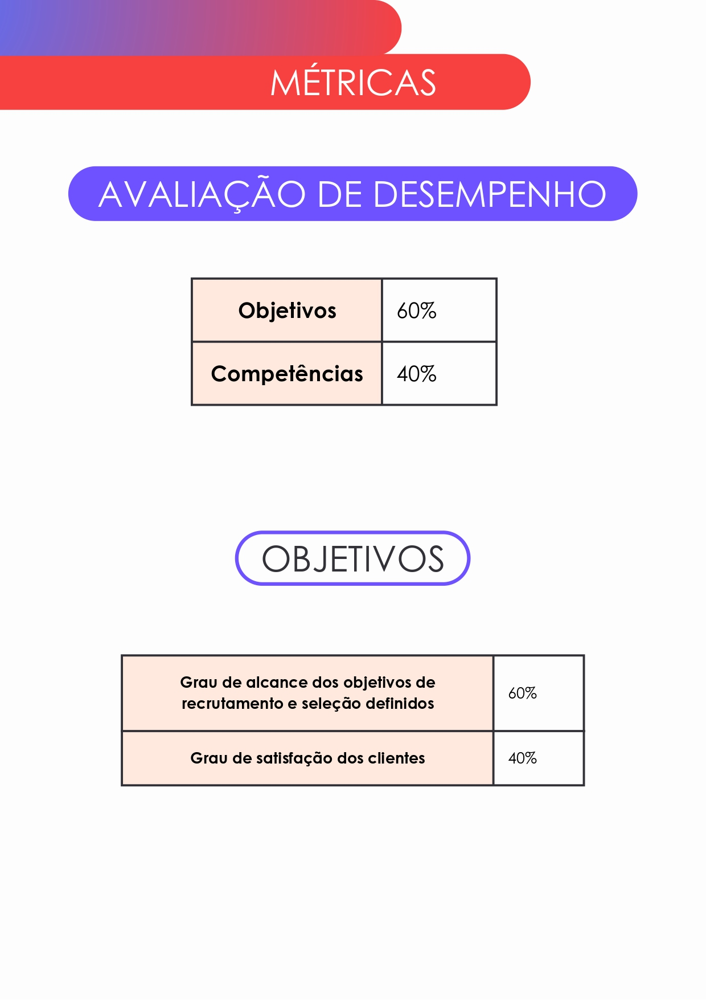 MÉTRICAS
AVALIAÇÃO DE DESEMPENHO
Objetivos 60%
Competências 40%
OBJETIVOS
Grau de alcance dos objetivos de
recrutamento e seleção definidos
60%
Grau de satisfação dos clientes 40%